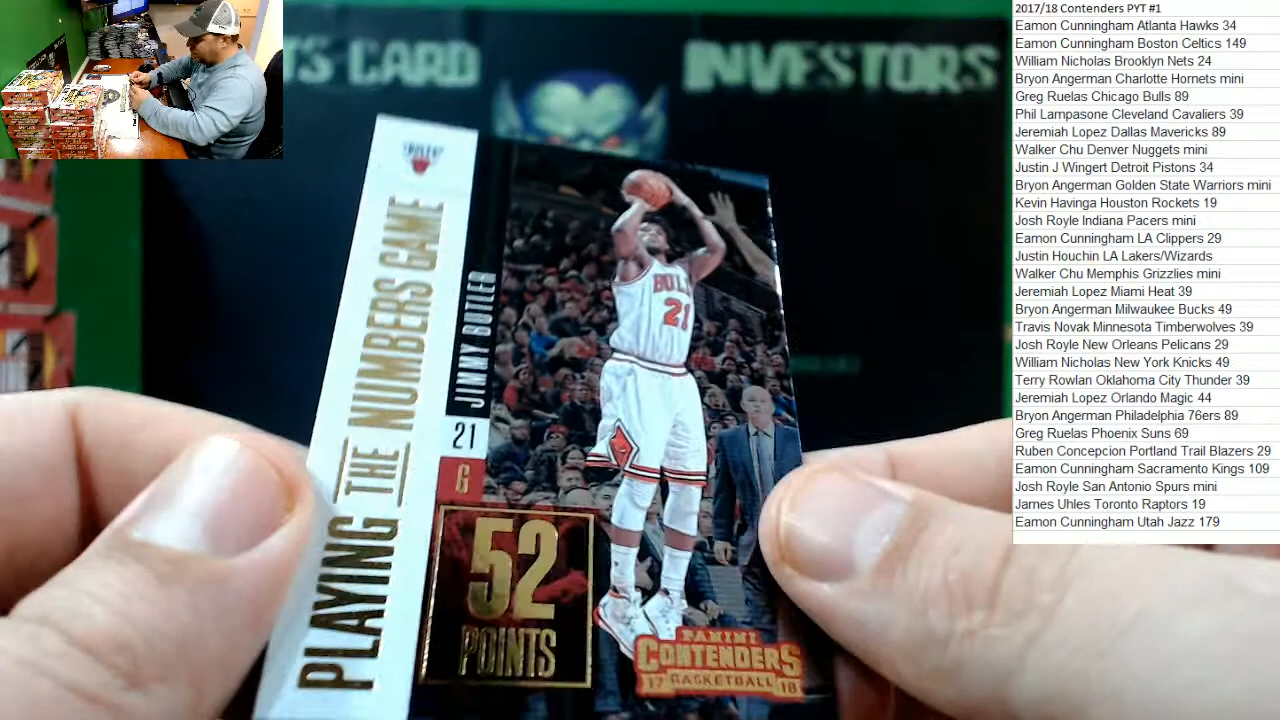 TS CARD INVESTORS
BULLS
PLAYING THE NUMBERS GAME
JIMMY BUTLER
21
G
52
POINTS
BULL
21
PANINI
CONTENDERS
17 BASKETBALL 18
2017/18 Contenders PYT #1
Eamon Cunningham Atlanta Hawks 34
Eamon Cunningham Boston Celtics 149
William Nicholas Brooklyn Nets 24
Bryon Angerman Charlotte Hornets mini
Greg Ruelas Chicago Bulls 89
Phil Lampasone Cleveland Cavaliers 39
Jeremiah Lopez Dallas Mavericks 89
Walker Chu Denver Nuggets mini
Justin J Wingert Detroit Pistons 34
Bryon Angerman Golden State Warriors mini
Kevin Havinga Houston Rockets 19
Josh Royle Indiana Pacers mini
Eamon Cunningham LA Clippers 29
Justin Houchin LA Lakers/Wizards
Walker Chu Memphis Grizzlies mini
Jeremiah Lopez Miami Heat 39
Bryon Angerman Milwaukee Bucks 49
Travis Novak Minnesota Timberwolves 39
Josh Royle New Orleans Pelicans 29
William Nicholas New York Knicks 49
Terry Rowlan Oklahoma City Thunder 39
Jeremiah Lopez Orlando Magic 44
Bryon Angerman Philadelphia 76ers 89
Greg Ruelas Phoenix Suns 69
Ruben Concepcion Portland Trail Blazers 29
Eamon Cunningham Sacramento Kings 109
Josh Royle San Antonio Spurs mini
James Uhles Toronto Raptors 19
Eamon Cunningham Utah Jazz 179